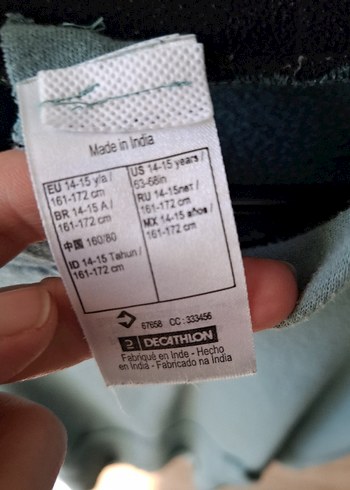 Made in India
EU 14-15 y/a /
161-172 cm
BR 14-15 A /
161-172 cm
中国 160/80
ID 14-15 Tahun /
161-172 cm
US 14-15 years /
63-68in
RU 14-15лет /
161-172 cm
MX 14-15 años /
161-172 cm
67658 CC : 333456
DECATHLON
Fabriqué en Inde - Hecho
en India - Fabricado na India